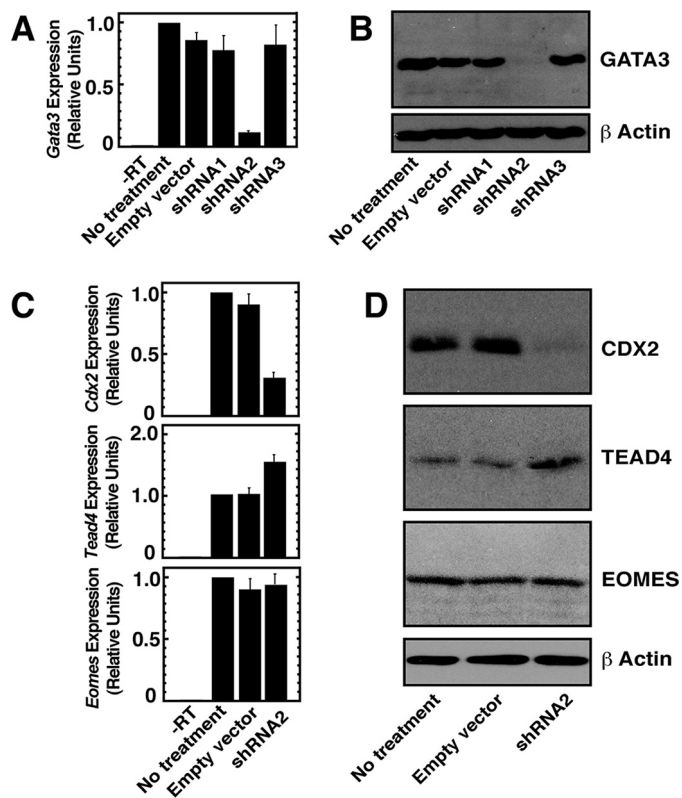 A
Gata3 Expression
(Relative Units)
1.0
0.5
0
-RT
No treatment
Empty vector
shRNA1
shRNA2
shRNA3
B
GATA3
β Actin
No treatment
Empty vector
shRNA1
shRNA2
shRNA3
C
Cdx2 Expression
(Relative Units)
1.0
0.5
0
Tead4 Expression
(Relative Units)
2.0
1.0
0
Eomes Expression
(Relative Units)
1.0
0.5
0
-RT
No treatment
Empty vector
shRNA2
D
CDX2
TEAD4
EOMES
β Actin
No treatment
Empty vector
shRNA2